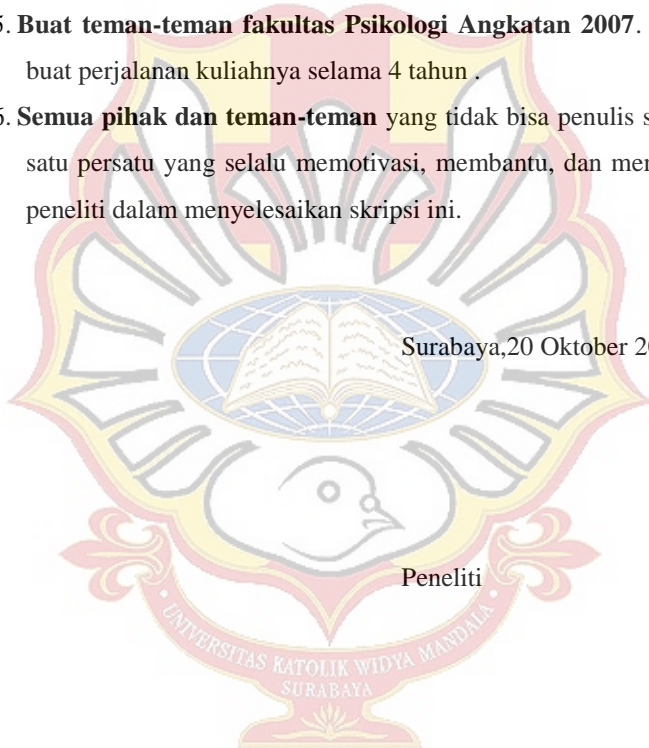 5. Buat teman-teman fakultas Psikologi Angkatan 2007.
buat perjalanan kuliahnya selama 4 tahun .
5. Semua pihak dan teman-teman yang tidak bisa penulis
satu persatu yang selalu memotivasi, membantu, dan
peneliti dalam menyelesaikan skripsi ini.
Surabaya,20 Oktober
Peneliti
UNIVERSITAS KATOLIK WIDYA MANDALA
SURABAYA